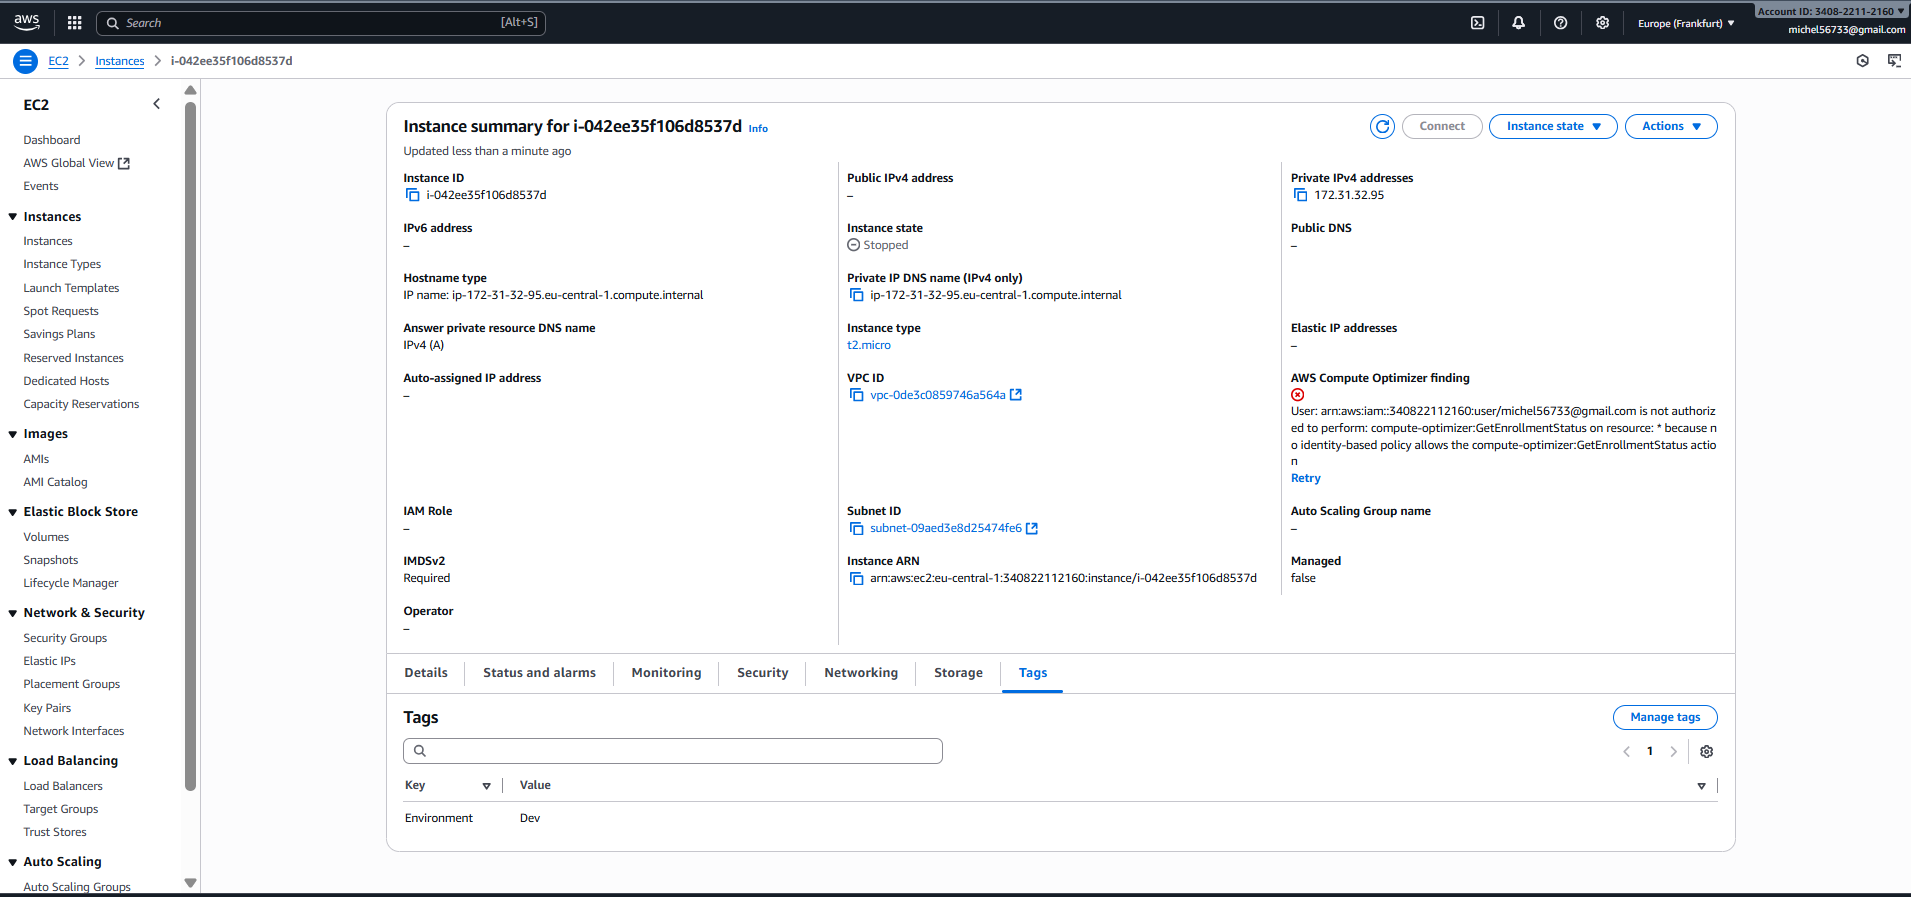 aws
Search
[Alt+S]
Europe (Frankfurt)
Account ID: 3408-2211-2160
michel56733@gmail.com
EC2
Instances
i-042ee35f106d8537d
EC2
Dashboard
AWS Global View
Events
Instances
Instances
Instance Types
Launch Templates
Spot Requests
Savings Plans
Reserved Instances
Dedicated Hosts
Capacity Reservations
Images
AMIs
AMI Catalog
Elastic Block Store
Volumes
Snapshots
Lifecycle Manager
Network & Security
Security Groups
Elastic IPs
Placement Groups
Key Pairs
Network Interfaces
Load Balancing
Load Balancers
Target Groups
Trust Stores
Auto Scaling
Auto Scaling Groups
Instance summary for i-042ee35f106d8537d Info
Updated less than a minute ago
Connect
Instance state
Actions
Instance ID
i-042ee35f106d8537d
Public IPv4 address
–
Private IPv4 addresses
172.31.32.95
IPv6 address
–
Instance state
Stopped
Public DNS
–
Hostname type
IP name: ip-172-31-32-95.eu-central-1.compute.internal
Private IP DNS name (IPv4 only)
ip-172-31-32-95.eu-central-1.compute.internal
Answer private resource DNS name
IPv4 (A)
Instance type
t2.micro
Elastic IP addresses
–
Auto-assigned IP address
–
VPC ID
vpc-0de3c0859746a564a
AWS Compute Optimizer finding
User: arn:aws:iam::340822112160:user/michel56733@gmail.com is not authoriz
ed to perform: compute-optimizer:GetEnrollmentStatus on resource: * because n
o identity-based policy allows the compute-optimizer:GetEnrollmentStatus actio
n
Retry
IAM Role
–
Subnet ID
subnet-09aed3e8d25474fe6
Auto Scaling Group name
–
IMDSv2
Required
Instance ARN
arn:aws:ec2:eu-central-1:340822112160:instance/i-042ee35f106d8537d
Managed
false
Operator
–
Details
Status and alarms
Monitoring
Security
Networking
Storage
Tags
Tags
Manage tags
1
Key
Value
Environment
Dev